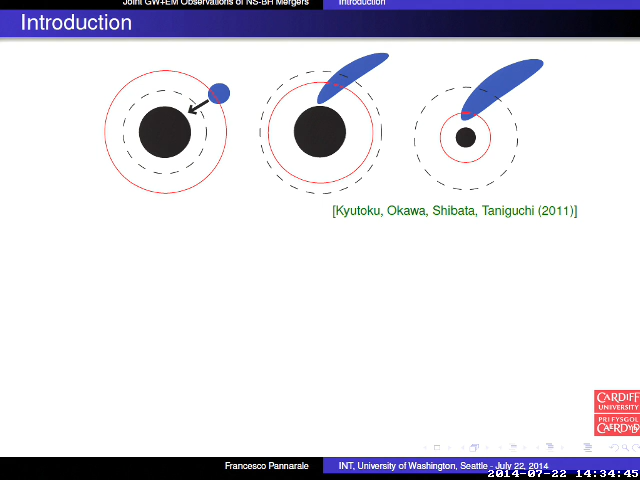 Joint GW+EM Observations of NS-BH Mergers
Introduction
Introduction
[Kyutoku, Okawa, Shibata, Taniguchi (2011)]
CARDIFF
UNIVERSITY
PRIFYSGOL
CAERDYDD
Francesco Pannarale
INT, University of Washington, Seattle - July 22, 2014
2014-07-22 14:34:45